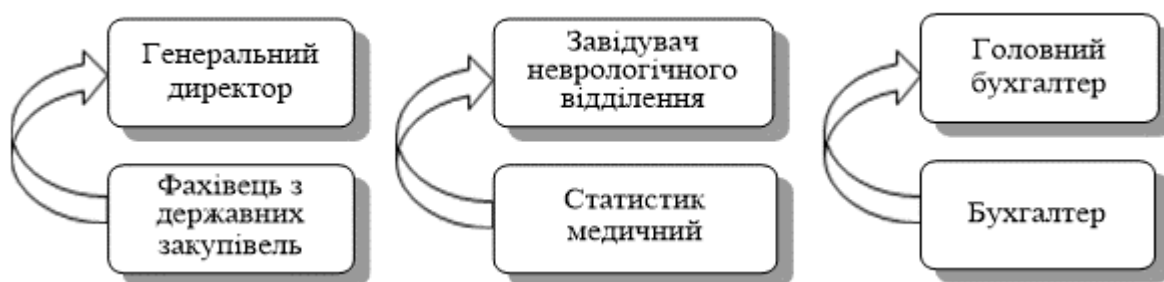 Генеральний
директор
Завідувач
неврологічного
відділення
Головний
бухгалтер
Фахівець з
державних
закупівель
Статистик
медичний
Бухгалтер